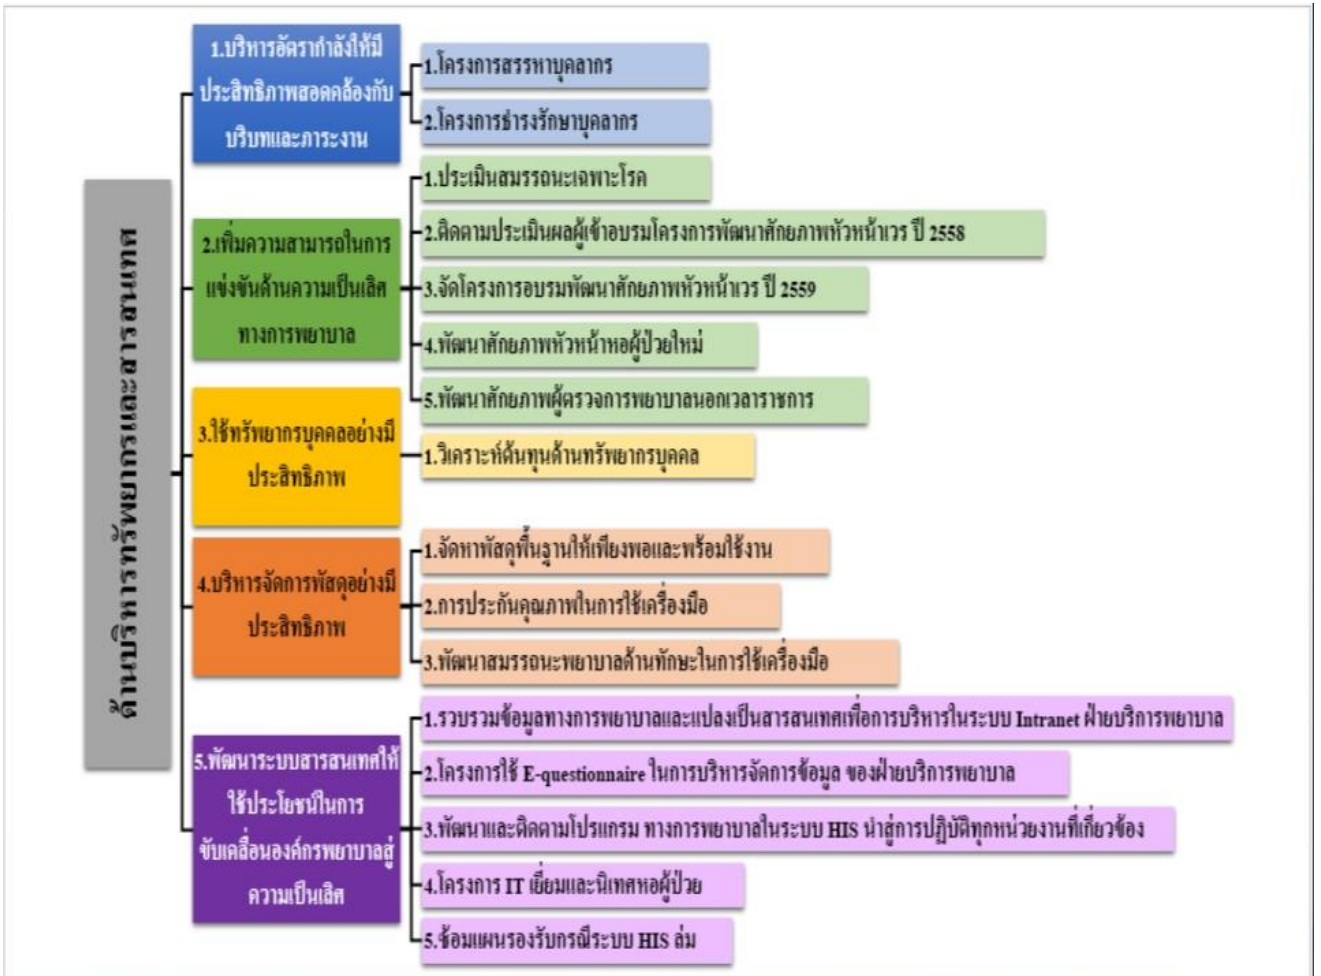 ด้านบริหารทรัพยากรและสารสนเทศ
1.บริหารอัตรากำลังให้มี
ประสิทธิภาพสอดคล้องกับ
บริบทและภาระงาน
1.โครงการสรรหาบุคลากร
2.โครงการธำรงรักษาบุคลากร
2.เพิ่มความสามารถในการ
แข่งขันด้านความเป็นเลิศ
ทางการพยาบาล
1.ประเมินสมรรถนะเฉพาะโรค
2.ติดตามประเมินผลผู้เข้าอบรมโครงการพัฒนาศักยภาพหัวหน้าเวร ปี 2558
3.จัดโครงการอบรมพัฒนาศักยภาพหัวหน้าเวร ปี 2559
4.พัฒนาศักยภาพหัวหน้าหอผู้ป่วยใหม่
5.พัฒนาศักยภาพผู้ตรวจการพยาบาลนอกเวลาราชการ
3.ใช้ทรัพยากรบุคคลอย่างมี
ประสิทธิภาพ
1.วิเคราะห์ต้นทุนด้านทรัพยากรบุคคล
4.บริหารจัดการพัสดุอย่างมี
ประสิทธิภาพ
1.จัดหาพัสดุพื้นฐานให้เพียงพอและพร้อมใช้งาน
2.การประกันคุณภาพในการใช้เครื่องมือ
3.พัฒนาสมรรถนะพยาบาลด้านทักษะในการใช้เครื่องมือ
5.พัฒนาระบบสารสนเทศให้
ใช้ประโยชน์ในการ
ขับเคลื่อนองค์กรพยาบาลสู่
ความเป็นเลิศ
1.รวบรวมข้อมูลทางการพยาบาลและแปลงเป็นสารสนเทศเพื่อการบริหารในระบบ Intranet ฝ่ายบริการพยาบาล
2.โครงการใช้ E-questionnaire ในการบริหารจัดการข้อมูล ของฝ่ายบริการพยาบาล
3.พัฒนาและติดตามโปรแกรม ทางการพยาบาลในระบบ HIS นำสู่การปฏิบัติทุกหน่วยงานที่เกี่ยวข้อง
4.โครงการ IT เยี่ยมและนิเทศหอผู้ป่วย
5.ซ้อมแผนรองรับกรณีระบบ HIS ล่ม